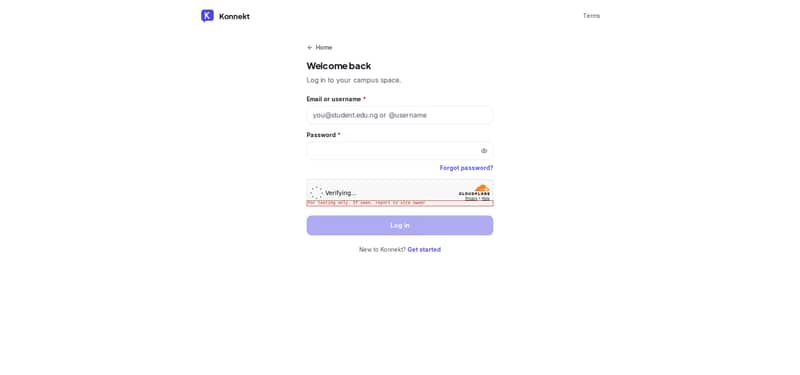 Konnekt
Terms
Home
Welcome back
Log in to your campus space.
Email or username *
you@student.edu.ng or @username
Password *
Forgot password?
Verifying...
CLOUDFLARE
Privacy • Help
For testing only. If seen, report to site owner
Log in
New to Konnekt? Get started